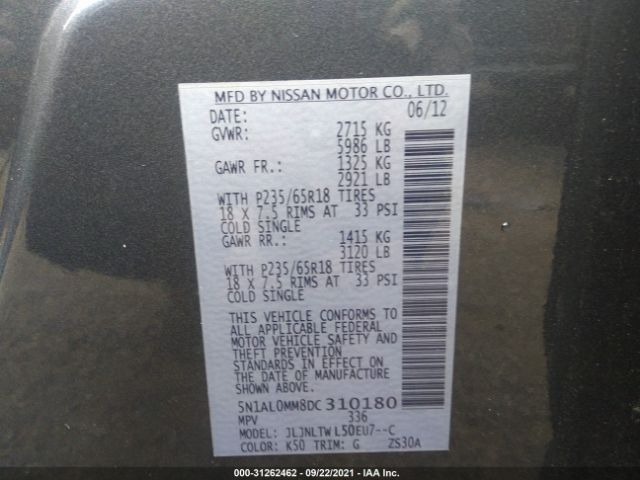 MFD BY NISSAN MOTOR CO., LTD.
DATE: 06/12
GVWR: 2715 KG
5986 LB
GAWR FR.: 1325 KG
2921 LB
WITH P235/65R18 TIRES
18 X 7.5 RIMS AT 33 PSI
COLD SINGLE
GAWR RR.: 1415 KG
3120 LB
WITH P235/65R18 TIRES
18 X 7.5 RIMS AT 33 PSI
COLD SINGLE
THIS VEHICLE CONFORMS TO
ALL APPLICABLE FEDERAL
MOTOR VEHICLE SAFETY AND
THEFT PREVENTION
STANDARDS IN EFFECT ON
THE DATE OF MANUFACTURE
SHOWN ABOVE.
5N1AL0MM8DC310180
MPV 336
MODEL: JLJNLTW L50EU7--C
COLOR: K50 TRIM: G ZS30A
000-31262462 - 09/22/2021 - IAA Inc.